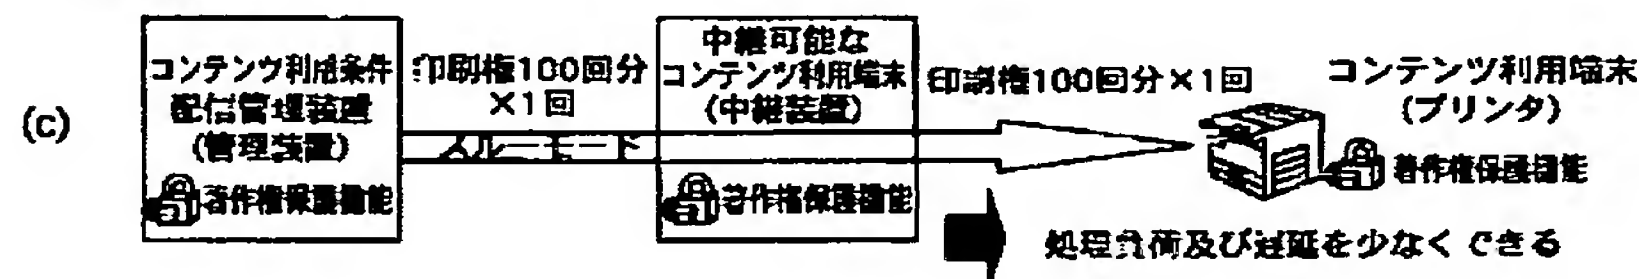 (c)
コンテンツ利用条件
配信管理装置
(管理装置)
著作権保護機能
印刷権100回分
×1回
スルーモード
中継可能な
コンテンツ利用端末
(中継装置)
著作権保護機能
印刷権100回分×1回
コンテンツ利用端末
(プリンタ)
著作権保護機能
処理負荷及び遅延を少なくできる